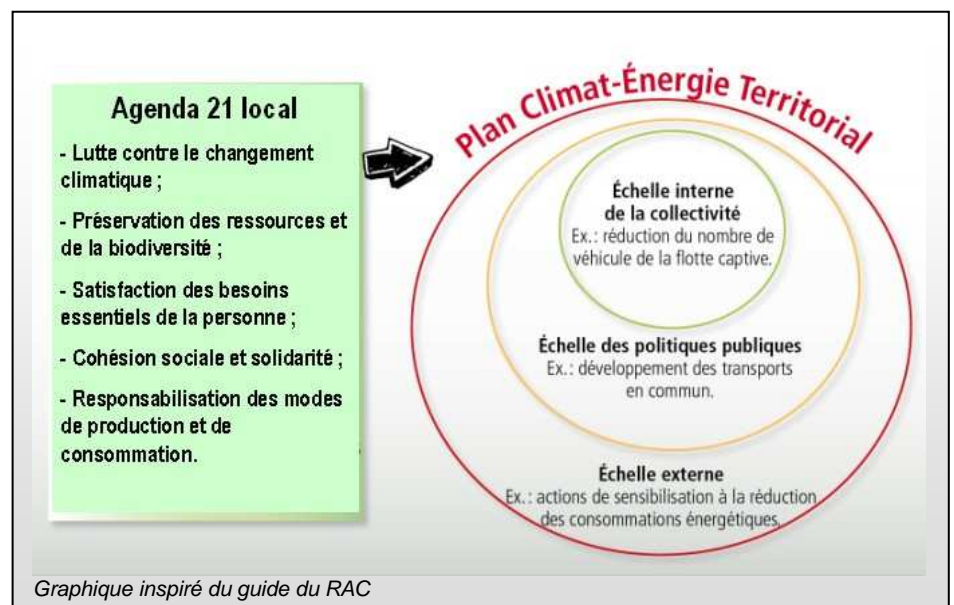 Agenda 21 local
- Lutte contre le changement
climatique ;
- Préservation des ressources et
de la biodiversité ;
- Satisfaction des besoins
essentiels de la personne ;
- Cohésion sociale et solidarité ;
- Responsabilisation des modes
de production et de
consommation.
Plan Climat-Énergie Territorial
Échelle interne
de la collectivité
Ex.: réduction du nombre de
véhicule de la flotte captive.
Échelle des politiques publiques
Ex.: développement des transports
en commun.
Échelle externe
Ex.: actions de sensibilisation à la réduction
des consommations énergétiques.
Graphique inspiré du guide du RAC